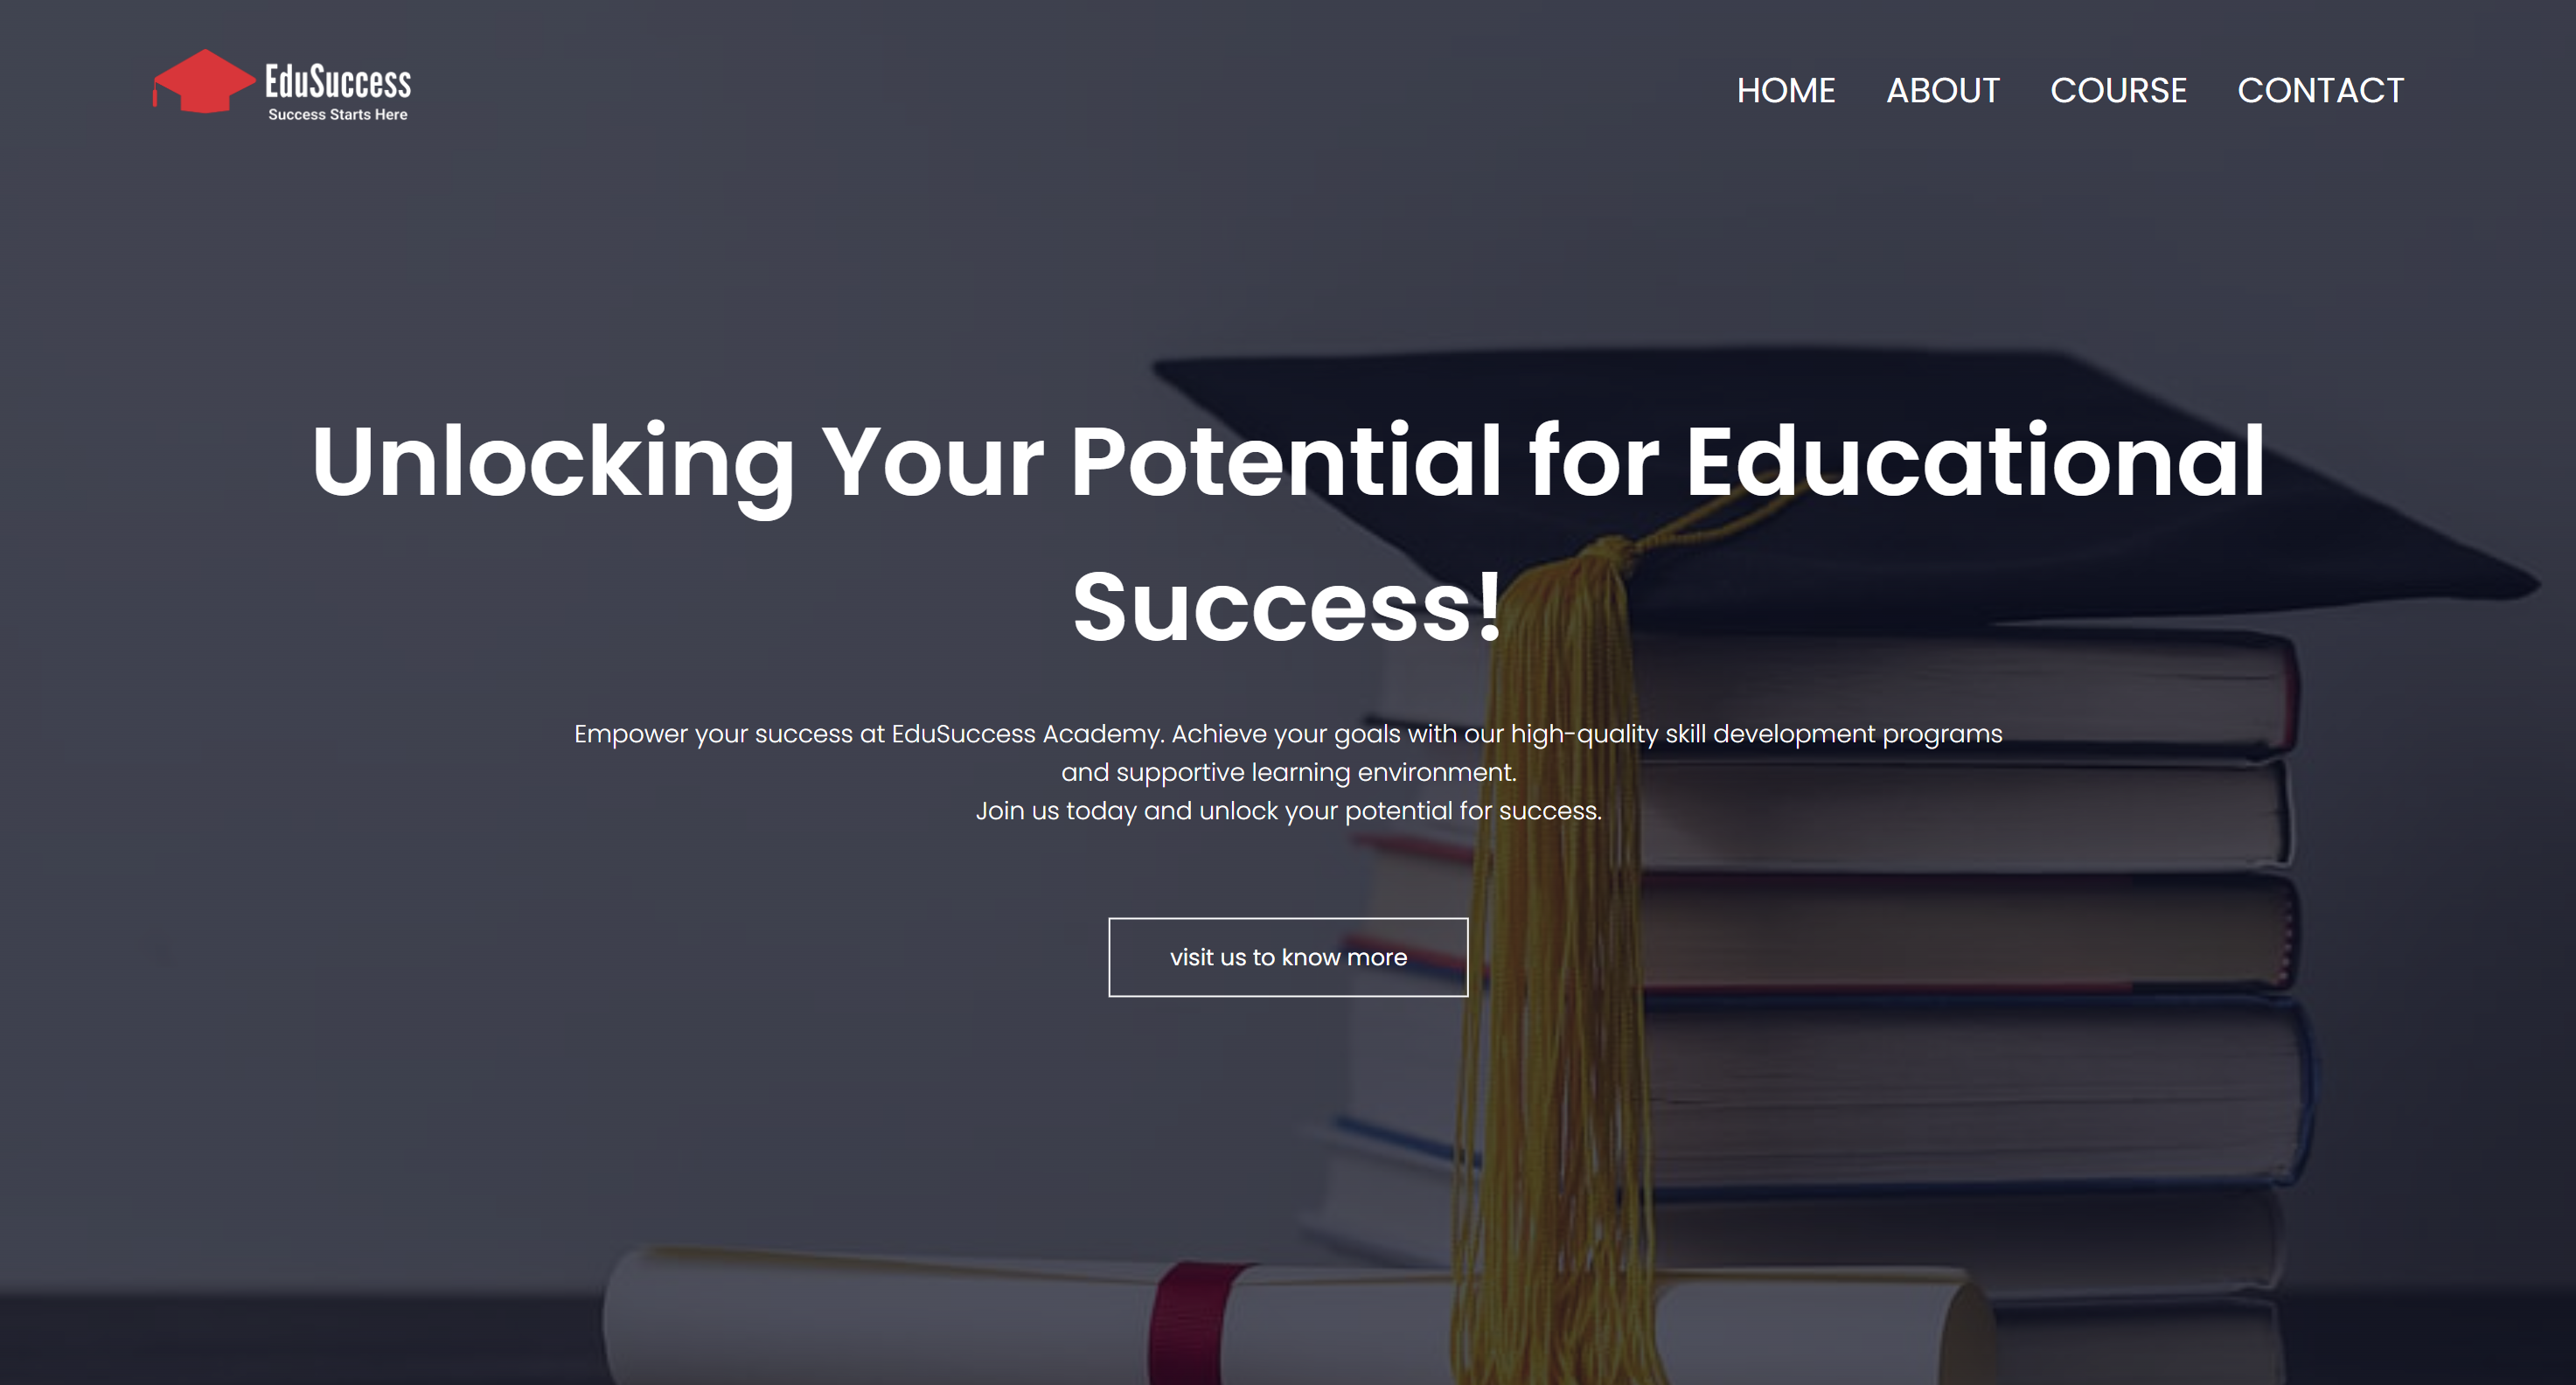 EduSuccess
Success Starts Here
HOME ABOUT COURSE CONTACT
Unlocking Your Potential for Educational
Success!
Empower your success at EduSuccess Academy. Achieve your goals with our high-quality skill development programs
and supportive learning environment.
Join us today and unlock your potential for success.
visit us to know more